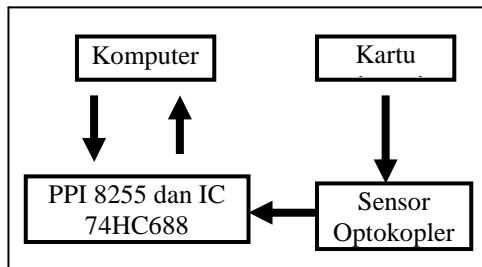 Komputer
Kartu
PPI 8255 dan IC
74HC688
Sensor
Optokopler